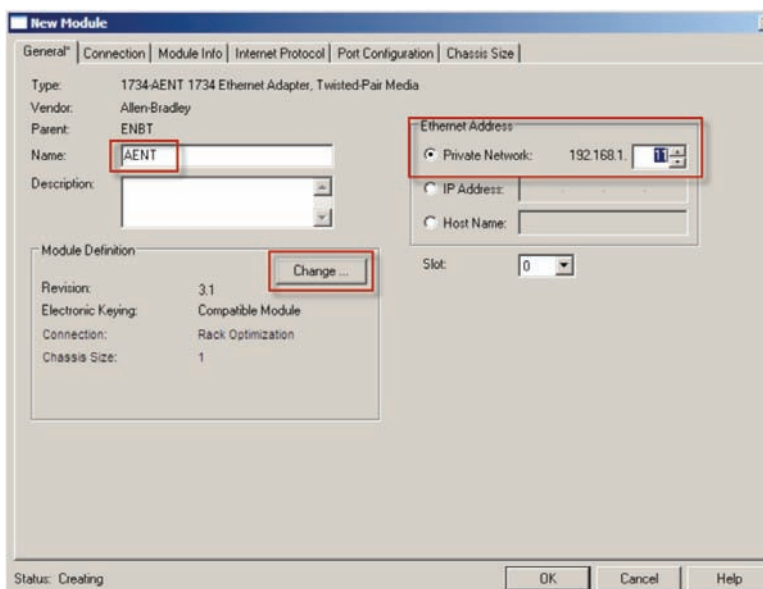 New Module
General* Connection Module Info Internet Protocol Port Configuration Chassis Size
Type: 1734-AENT 1734 Ethernet Adapter, Twisted-Pair Media
Vendor: Allen-Bradley
Parent: ENBT
Name: AENT
Description:
Ethernet Address
Private Network: 192.168.1. 11
IP Address: . . .
Host Name:
Slot: 0
Module Definition
Change ...
Revision: 3.1
Electronic Keying: Compatible Module
Connection: Rack Optimization
Chassis Size: 1
Status: Creating
OK Cancel Help